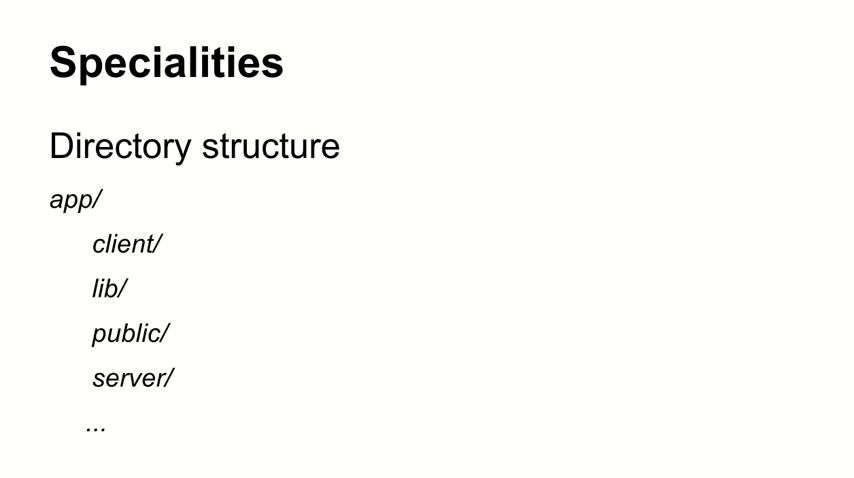 Specialities
Directory structure
app/
client/
lib/
public/
server/
...